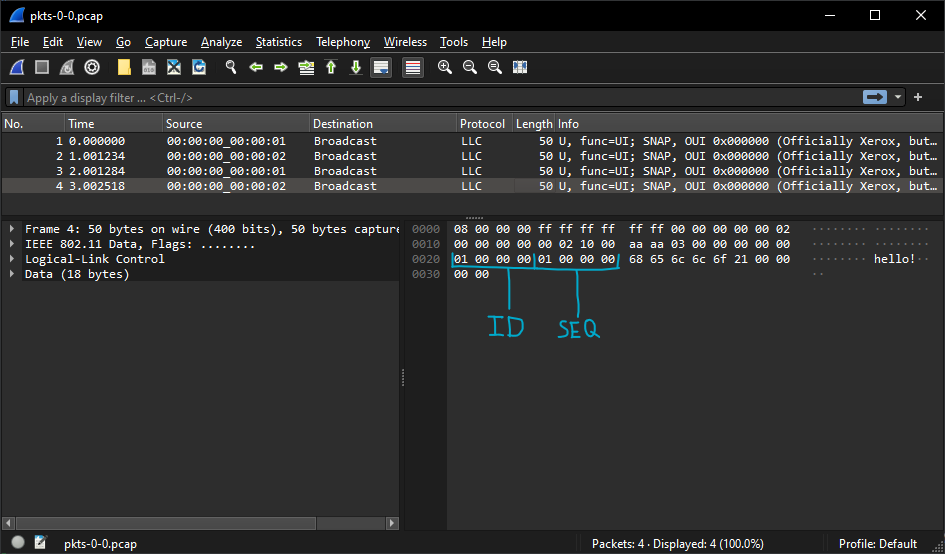 pkts-0-0.pcap
File Edit View Go Capture Analyze Statistics Telephony Wireless Tools Help
Apply a display filter ... <Ctrl-/>
No. Time Source Destination Protocol Length Info
1 0.000000 00:00:00_00:00:01 Broadcast LLC 50 U, func=UI; SNAP, OUI 0x000000 (Officially Xerox, but…
2 1.001234 00:00:00_00:00:02 Broadcast LLC 50 U, func=UI; SNAP, OUI 0x000000 (Officially Xerox, but…
3 2.001284 00:00:00_00:00:01 Broadcast LLC 50 U, func=UI; SNAP, OUI 0x000000 (Officially Xerox, but…
4 3.002518 00:00:00_00:00:02 Broadcast LLC 50 U, func=UI; SNAP, OUI 0x000000 (Officially Xerox, but…
Frame 4: 50 bytes on wire (400 bits), 50 bytes capture
IEEE 802.11 Data, Flags: ........
Logical-Link Control
Data (18 bytes)
0000 08 00 00 00 ff ff ff ff ff ff 00 00 00 00 00 02 ········ ········
0010 00 00 00 00 00 02 10 00 aa aa 03 00 00 00 00 00 ········ ········
0020 01 00 00 00 01 00 00 00 68 65 6c 6c 6f 21 00 00 ········ hello!··
0030 00 00 ··
ID SEQ
pkts-0-0.pcap Packets: 4 · Displayed: 4 (100.0%) Profile: Default